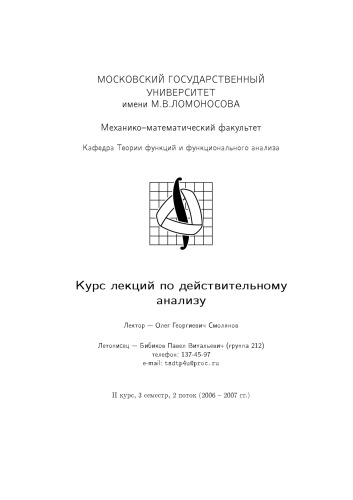 МОСКОВСКИЙ ГОСУДАРСТВЕННЫЙ
УНИВЕРСИТЕТ
имени М.В.ЛОМОНОСОВА
Механико–математический факультет
Кафедра Теории функций и функционального анализа
Курс лекций по действительному
анализу
Лектор — Олег Георгиевич Смолянов
Летописец — Бибиков Павел Витальевич (группа 212)
телефон: 137-45-97
e-mail: tsdtp4u@proc.ru
II курс, 3 семестр, 2 поток (2006 – 2007 гг.)